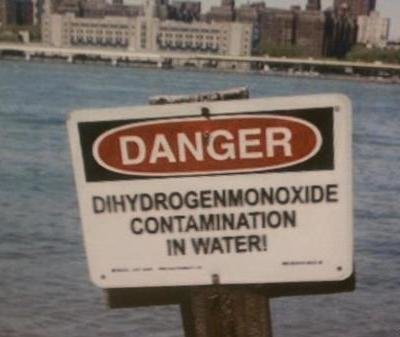 DANGER
DIHYDROGENMONOXIDE
CONTAMINATION
IN WATER!